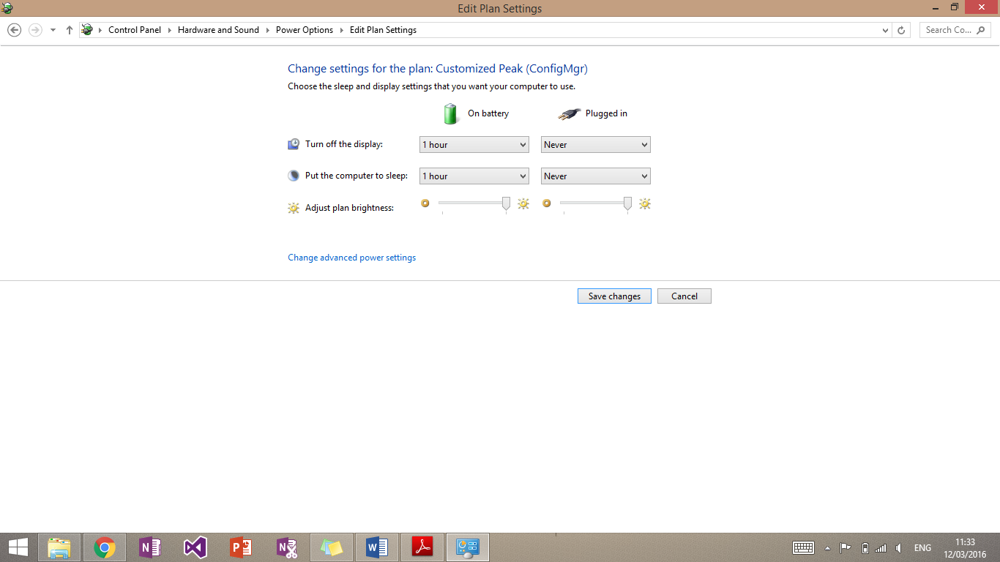 Edit Plan Settings
Control Panel Hardware and Sound Power Options Edit Plan Settings Search Co...
Change settings for the plan: Customized Peak (ConfigMgr)
Choose the sleep and display settings that you want your computer to use.
On battery Plugged in
Turn off the display: 1 hour Never
Put the computer to sleep: 1 hour Never
Adjust plan brightness:
Change advanced power settings
Save changes Cancel
ENG 11:33
12/03/2016